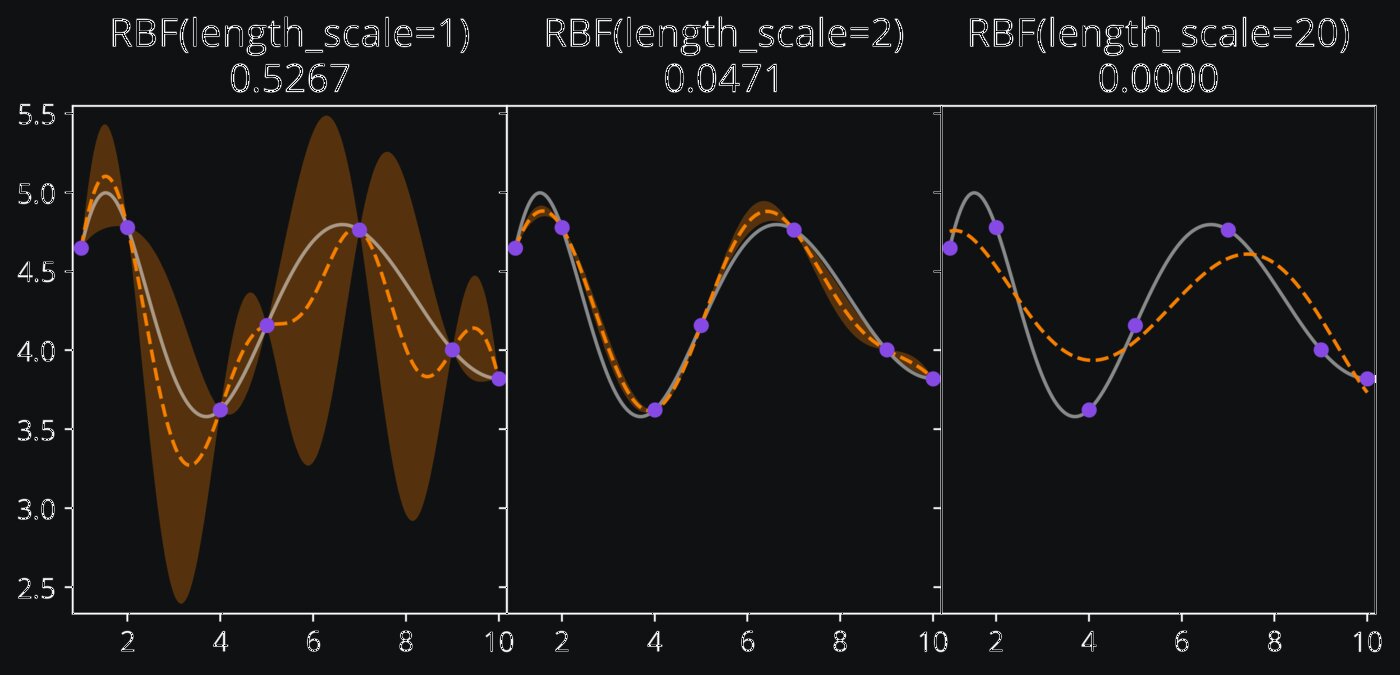 RBF(length_scale=1)
0.5267
RBF(length_scale=2)
0.0471
RBF(length_scale=20)
0.0000
5.5
5.0
4.5
4.0
3.5
3.0
2.5
2 4 6 8 10
2 4 6 8 10
2 4 6 8 10